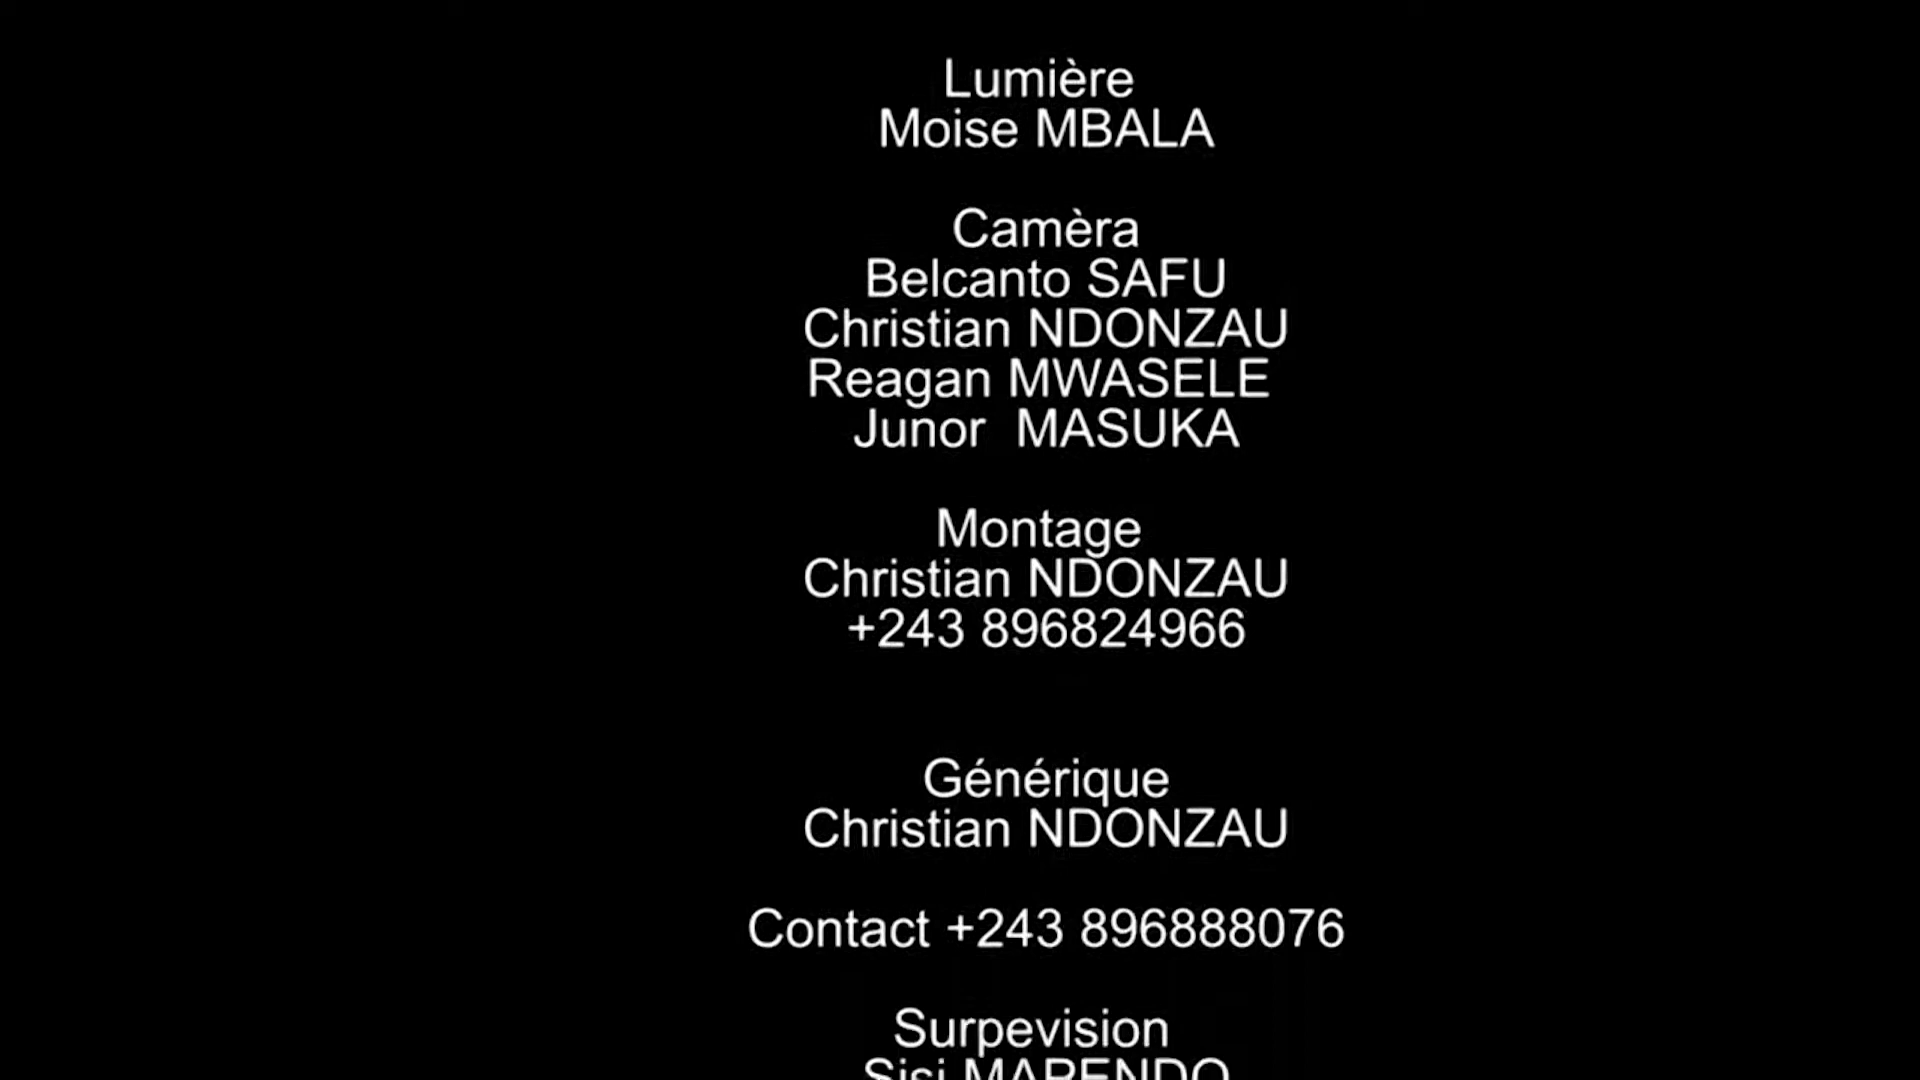 Lumière
Moise MBALA
Camèra
Belcanto SAFU
Christian NDONZAU
Reagan MWASELE
Junor  MASUKA
Montage
Christian NDONZAU
+243 896824966
Générique
Christian NDONZAU
Contact +243 896888076
Surpevision
Sisi